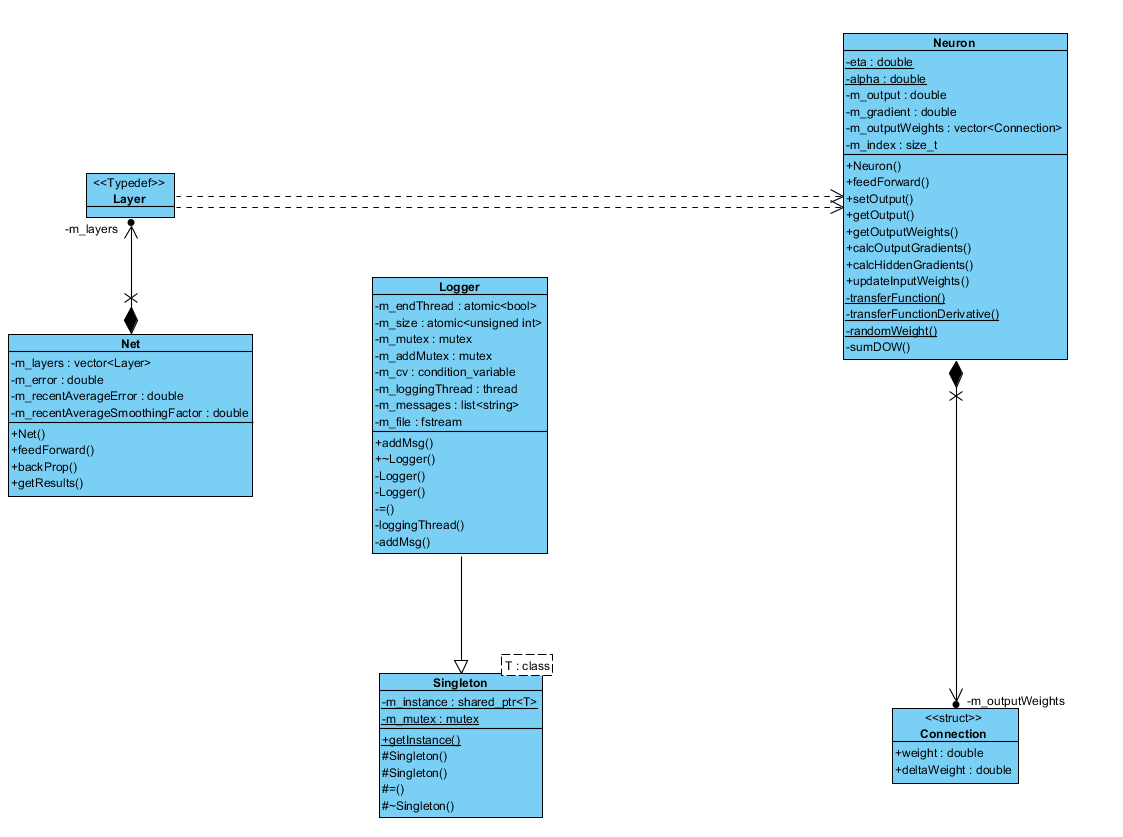 Neuron
-eta : double
-alpha : double
-m_output : double
-m_gradient : double
-m_outputWeights : vector<Connection>
-m_index : size_t
+Neuron()
+feedForward()
+setOutput()
+getOutput()
+getOutputWeights()
+calcOutputGradients()
+calcHiddenGradients()
+updateInputWeights()
-transferFunction()
-transferFunctionDerivative()
-randomWeight()
-sumDOW()
<<Typedef>>
Layer
-m_layers
Net
-m_layers : vector<Layer>
-m_error : double
-m_recentAverageError : double
-m_recentAverageSmoothingFactor : double
+Net()
+feedForward()
+backProp()
+getResults()
Logger
-m_endThread : atomic<bool>
-m_size : atomic<unsigned int>
-m_mutex : mutex
-m_addMutex : mutex
-m_cv : condition_variable
-m_loggingThread : thread
-m_messages : list<string>
-m_file : fstream
+addMsg()
+~Logger()
-Logger()
-Logger()
-=()
-loggingThread()
-addMsg()
T : class
Singleton
-m_instance : shared_ptr<T>
-m_mutex : mutex
+getInstance()
#Singleton()
#Singleton()
#=()
#~Singleton()
-m_outputWeights
<<struct>>
Connection
+weight : double
+deltaWeight : double